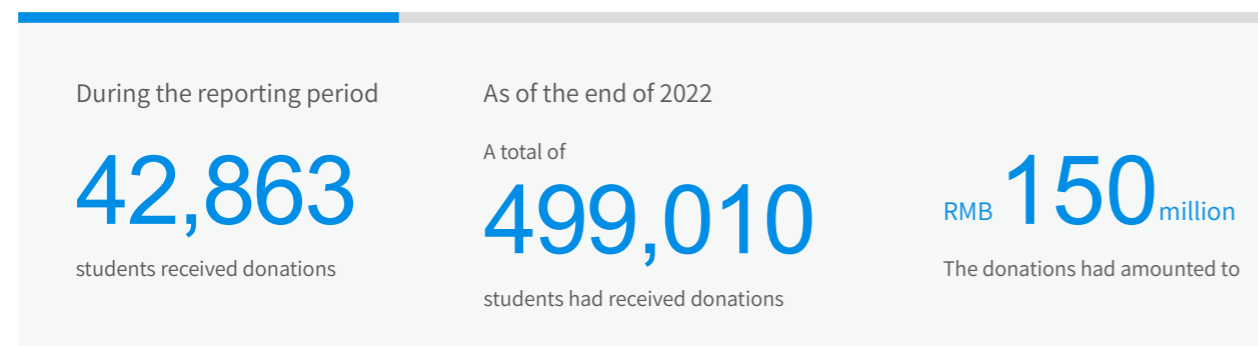 During the reporting period
42,863
students received donations
As of the end of 2022
A total of
499,010
students had received donations
RMB 150 million
The donations had amounted to